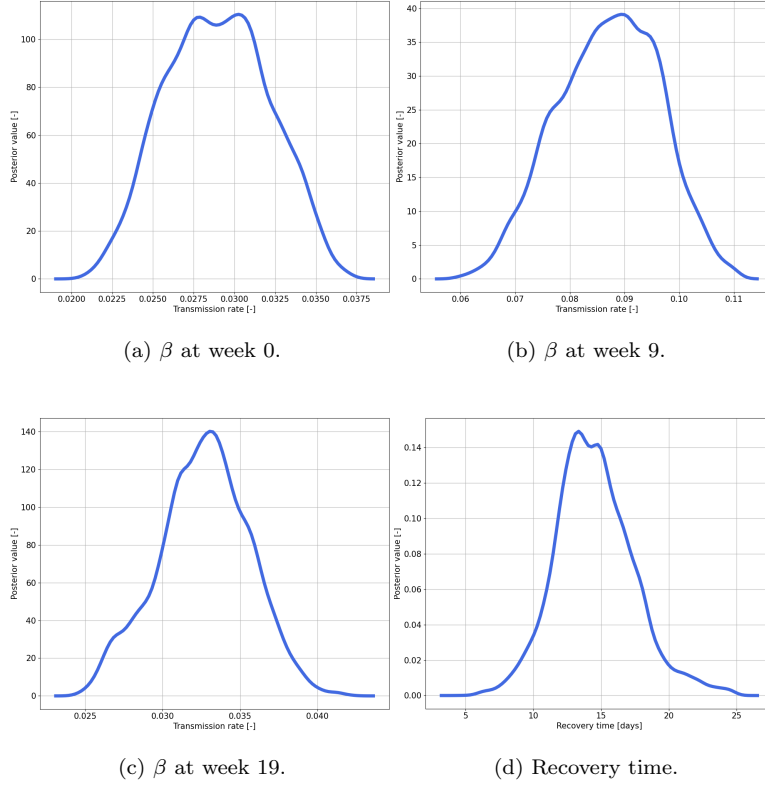 100
80
60
40
20
0
Posterior value [-]
0.0200 0.0225 0.0250 0.0275 0.0300 0.0325 0.0350 0.0375
Transmission rate [-]
(a) β at week 0.
40
35
30
25
20
15
10
5
0
Posterior value [-]
0.06 0.07 0.08 0.09 0.10 0.11
Transmission rate [-]
(b) β at week 9.
140
120
100
80
60
40
20
0
Posterior value [-]
0.025 0.030 0.035 0.040
Transmission rate [-]
(c) β at week 19.
0.14
0.12
0.10
0.08
0.06
0.04
0.02
0.00
Posterior value [-]
5 10 15 20 25
Recovery time [days]
(d) Recovery time.